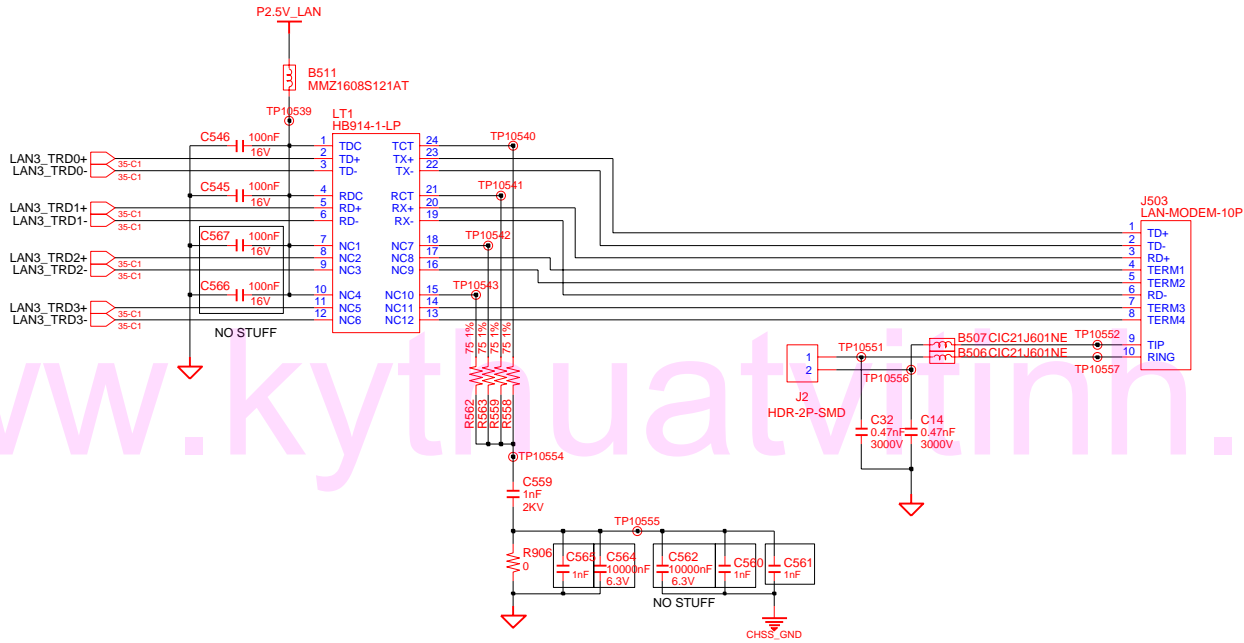 P2.5V_LAN
B511
MMZ1608S121AT
TP10539
LT1
HB914-1-LP
C546 100nF
16V
1 TDC TCT 24
2 TD+ TX+ 23
3 TD- TX- 22
TP10540
LAN3_TRD0+ 35-C1
LAN3_TRD0- 35-C1
C545 100nF
16V
4 RDC RCT 21
5 RD+ RX+ 20
6 RD- RX- 19
TP10541
LAN3_TRD1+ 35-C1
LAN3_TRD1- 35-C1
C567 100nF
16V
7 NC1 NC7 18
8 NC2 NC8 17
9 NC3 NC9 16
TP10542
LAN3_TRD2+ 35-C1
LAN3_TRD2- 35-C1
C566 100nF
16V
10 NC4 NC10 15
11 NC5 NC11 14
12 NC6 NC12 13
TP10543
LAN3_TRD3+ 35-C1
LAN3_TRD3- 35-C1
NO STUFF
J503
LAN-MODEM-10P
1 TD+
2 TD-
3 RD+
4 TERM1
5 TERM2
6 RD-
7 TERM3
8 TERM4
9 TIP
10 RING
B507 CIC21J601NE
B506 CIC21J601NE
TP10552
TP10557
TP10551
TP10556
1
2
J2
HDR-2P-SMD
C32
0.47nF
3000V
C14
0.47nF
3000V
75 1%
75 1%
75 1%
75 1%
R562
R563
R559
R558
TP10554
C559
1nF
2KV
TP10555
R906
0
C565
1nF
C564
10000nF
6.3V
C562
10000nF
6.3V
C560
1nF
C561
1nF
NO STUFF
CHSS_GND
w.kythuatvitinh.